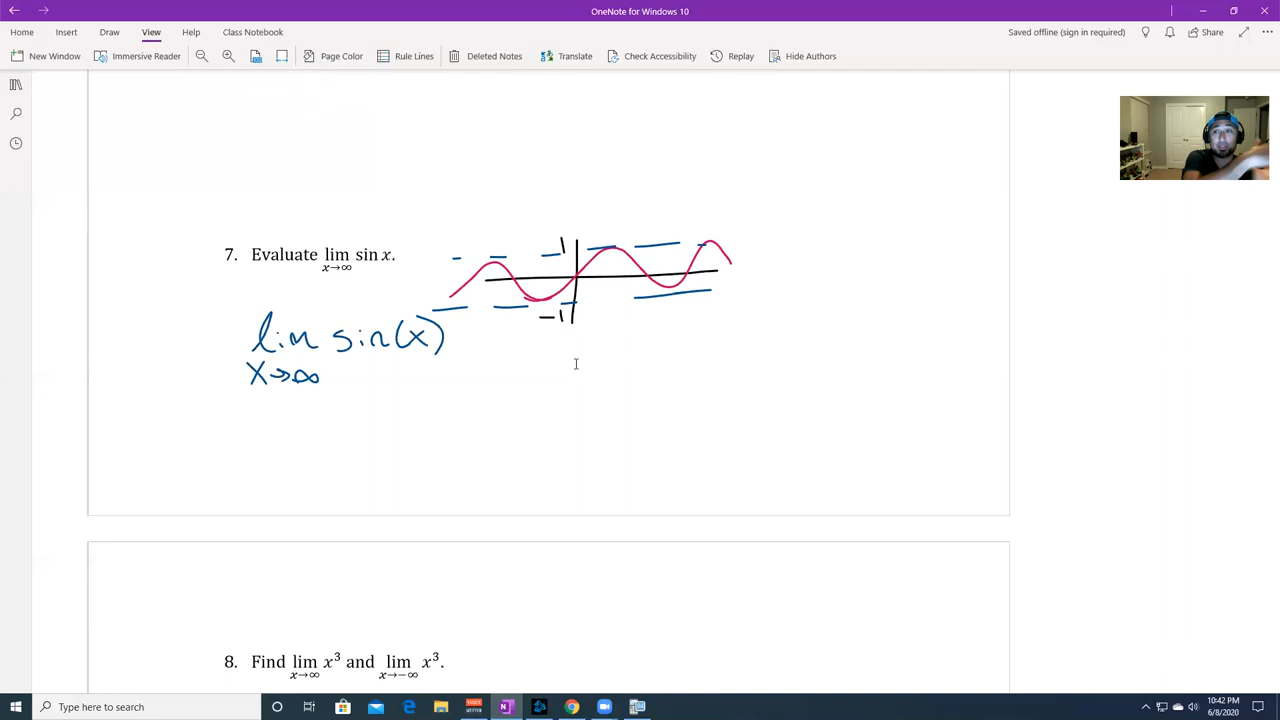 OneNote for Windows 10
Home Insert Draw View Help Class Notebook Saved offline (sign in required) Share
New Window Immersive Reader Page Color Rule Lines Deleted Notes Translate Check Accessibility Replay Hide Authors
7. Evaluate lim sin x.
x→∞
1
−1
lim sin(x)
x→∞
8. Find lim x³ and lim x³.
x→∞ x→−∞
Type here to search
10:42 PM
6/8/2020